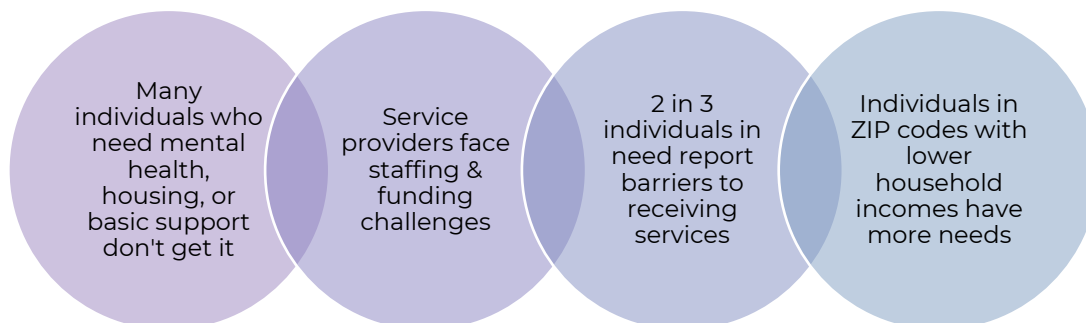 Many
individuals who
need mental
health,
housing, or
basic support
don't get it
Service
providers face
staffing &
funding
challenges
2 in 3
individuals in
need report
barriers to
receiving
services
Individuals in
ZIP codes with
lower
household
incomes have
more needs